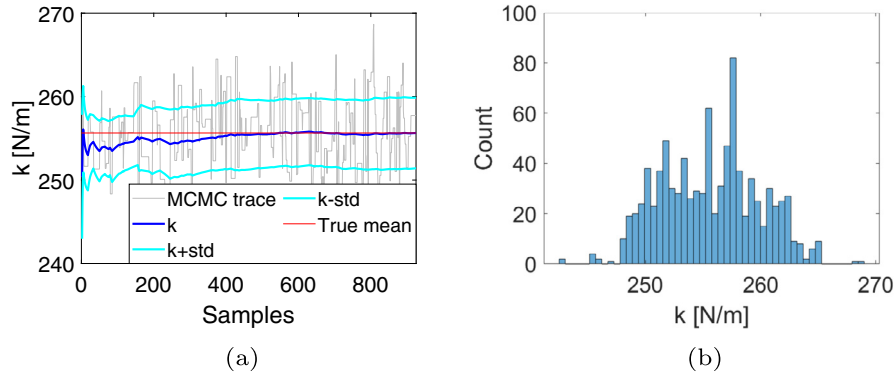 270
260
250
240
k [N/m]
MCMC trace
k
k+std
k-std
True mean
0
200
400
600
800
Samples
(a)
100
80
60
40
20
0
Count
250
260
270
k [N/m]
(b)